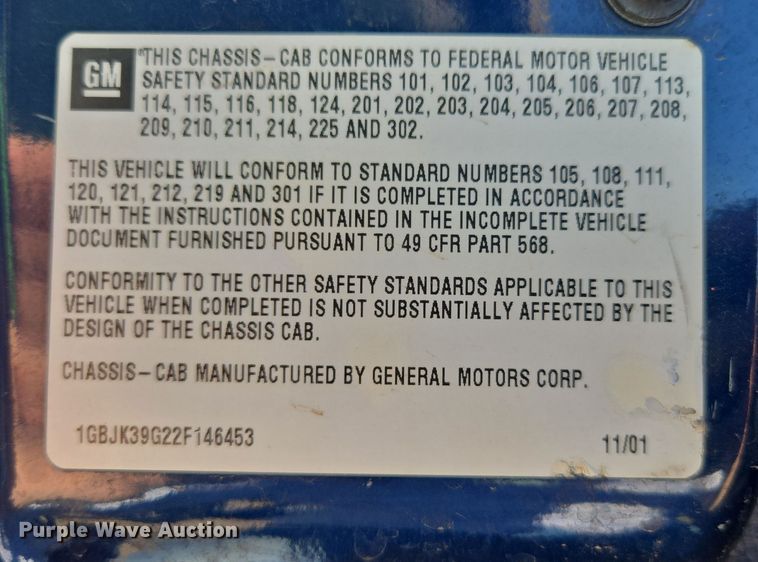 GM
THIS CHASSIS-CAB CONFORMS TO FEDERAL MOTOR VEHICLE
SAFETY STANDARD NUMBERS 101, 102, 103, 104, 106, 107, 113,
114, 115, 116, 118, 124, 201, 202, 203, 204, 205, 206, 207, 208,
209, 210, 211, 214, 225 AND 302.
THIS VEHICLE WILL CONFORM TO STANDARD NUMBERS 105, 108, 111,
120, 121, 212, 219 AND 301 IF IT IS COMPLETED IN ACCORDANCE
WITH THE INSTRUCTIONS CONTAINED IN THE INCOMPLETE VEHICLE
DOCUMENT FURNISHED PURSUANT TO 49 CFR PART 568.
CONFORMITY TO THE OTHER SAFETY STANDARDS APPLICABLE TO THIS
VEHICLE WHEN COMPLETED IS NOT SUBSTANTIALLY AFFECTED BY THE
DESIGN OF THE CHASSIS CAB.
CHASSIS-CAB MANUFACTURED BY GENERAL MOTORS CORP.
1GBJK39G22F146453 11/01
Purple Wave Auction